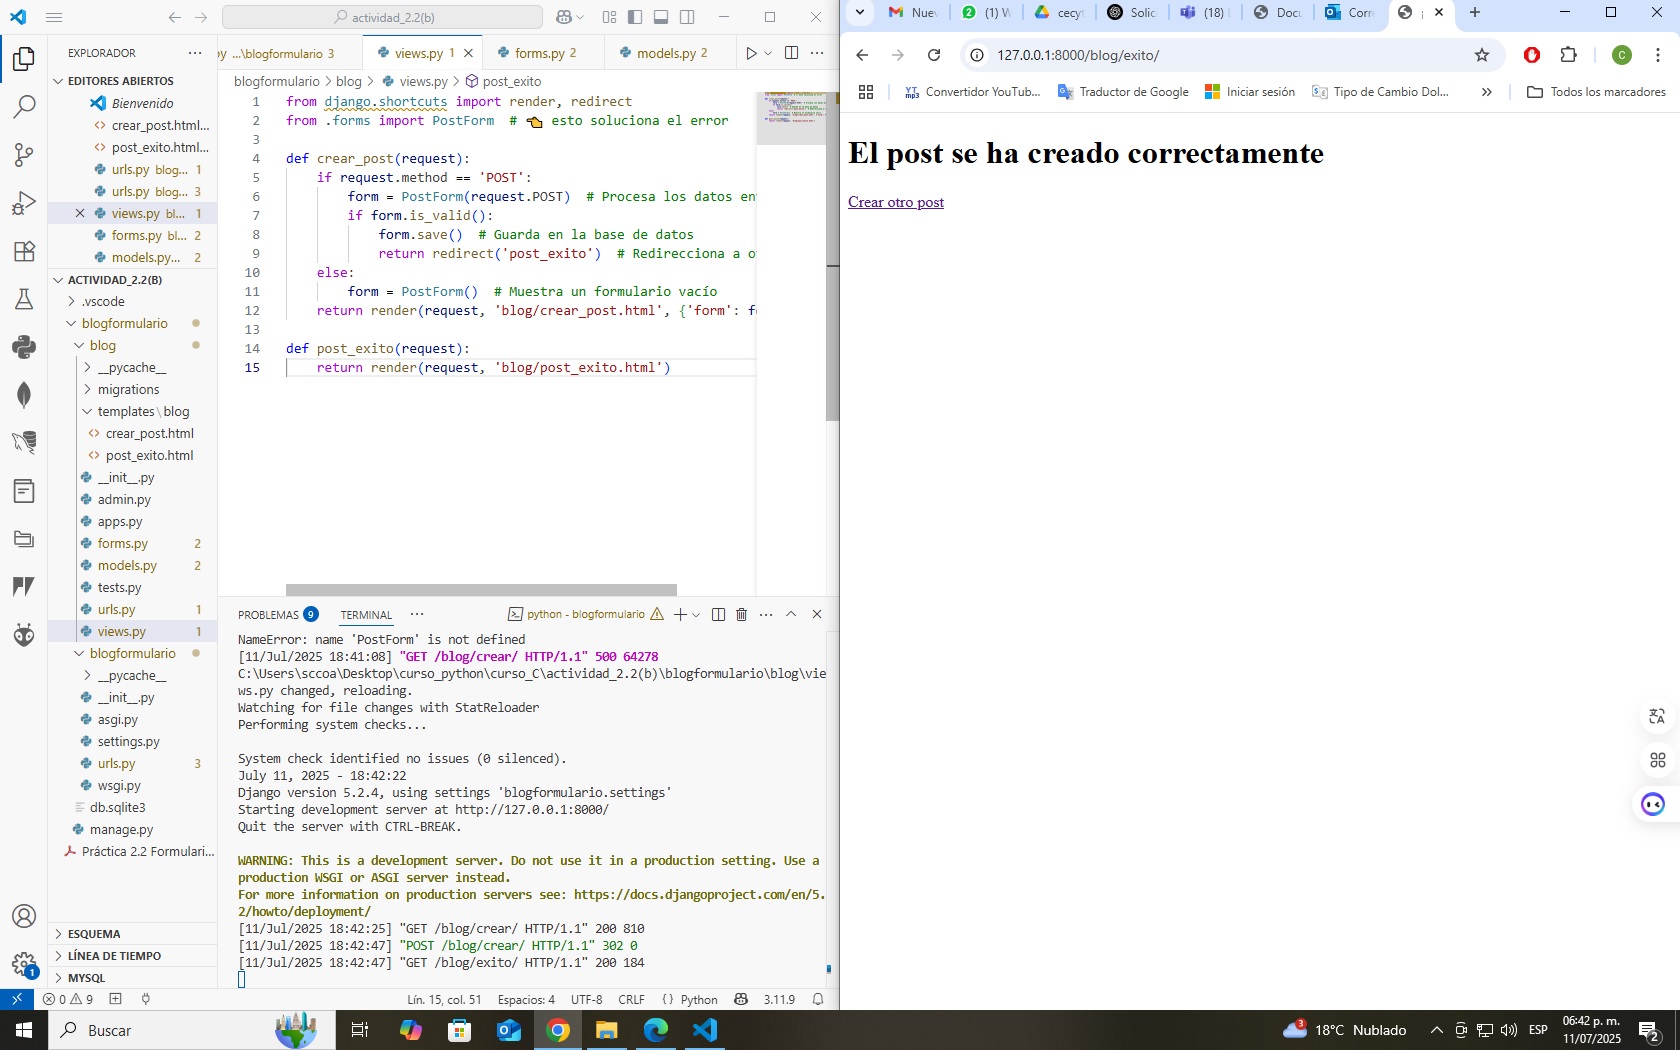 actividad_2.2(b)
EXPLORADOR
EDITORES ABIERTOS
Bienvenido
crear_post.html...
post_exito.html...
urls.py blog... 1
urls.py blog... 3
views.py bl... 1
forms.py bl... 2
models.py... 2
ACTIVIDAD_2.2(B)
.vscode
blogformulario
blog
__pycache__
migrations
templates\blog
crear_post.html
post_exito.html
__init__.py
admin.py
apps.py
forms.py 2
models.py 2
tests.py
urls.py 1
views.py 1
blogformulario
__pycache__
__init__.py
asgi.py
settings.py
urls.py 3
wsgi.py
db.sqlite3
manage.py
Práctica 2.2 Formulari...
ESQUEMA
LÍNEA DE TIEMPO
MYSQL
...\blogformulario 3
views.py 1
forms.py 2
models.py 2
blogformulario > blog > views.py > post_exito
1 from django.shortcuts import render, redirect
2 from .forms import PostForm # 👈 esto soluciona el error
3
4 def crear_post(request):
5 if request.method == 'POST':
6 form = PostForm(request.POST) # Procesa los datos en
7 if form.is_valid():
8 form.save() # Guarda en la base de datos
9 return redirect('post_exito') # Redirecciona a o
10 else:
11 form = PostForm() # Muestra un formulario vacío
12 return render(request, 'blog/crear_post.html', {'form': f
13
14 def post_exito(request):
15 return render(request, 'blog/post_exito.html')
PROBLEMAS 9 TERMINAL ... python - blogformulario
NameError: name 'PostForm' is not defined
[11/Jul/2025 18:41:08] "GET /blog/crear/ HTTP/1.1" 500 64278
C:\Users\sccoa\Desktop\curso_python\curso_C\actividad_2.2(b)\blogformulario\blog\vie
ws.py changed, reloading.
Watching for file changes with StatReloader
Performing system checks...
System check identified no issues (0 silenced).
July 11, 2025 - 18:42:22
Django version 5.2.4, using settings 'blogformulario.settings'
Starting development server at http://127.0.0.1:8000/
Quit the server with CTRL-BREAK.
WARNING: This is a development server. Do not use it in a production setting. Use a
production WSGI or ASGI server instead.
For more information on production servers see: https://docs.djangoproject.com/en/5.
2/howto/deployment/
[11/Jul/2025 18:42:25] "GET /blog/crear/ HTTP/1.1" 200 810
[11/Jul/2025 18:42:47] "POST /blog/crear/ HTTP/1.1" 302 0
[11/Jul/2025 18:42:47] "GET /blog/exito/ HTTP/1.1" 200 184
1
0 9 Lín. 15, col. 51 Espacios: 4 UTF-8 CRLF Python 3.11.9
Nuev (1) W cecyt Solic (18) Docu Corre
127.0.0.1:8000/blog/exito/
C
Convertidor YouTub... Traductor de Google Iniciar sesión Tipo de Cambio Dol... » Todos los marcadores
El post se ha creado correctamente
Crear otro post
Buscar
3 18°C Nublado
ESP
06:42 p. m.
11/07/2025
2